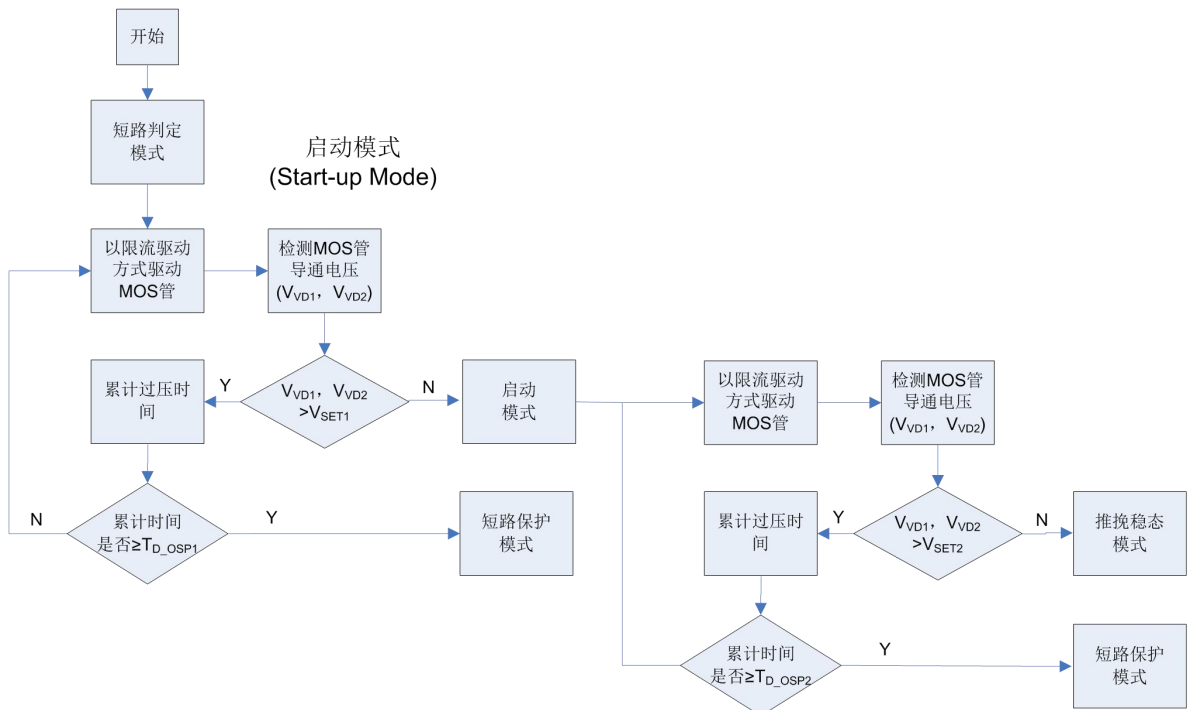 开始
短路判定
模式
启动模式
(Start-up Mode)
以限流驱动
方式驱动
MOS管
检测MOS管
导通电压
(VVD1，VVD2)
VVD1，VVD2
>VSET1
Y
N
累计过压时
间
启动
模式
累计时间
是否≥TD_OSP1
N
Y
短路保护
模式
以限流驱动
方式驱动
MOS管
检测MOS管
导通电压
(VVD1，VVD2)
VVD1，VVD2
>VSET2
Y
N
累计过压时
间
推挽稳态
模式
累计时间
是否≥TD_OSP2
Y
短路保护
模式